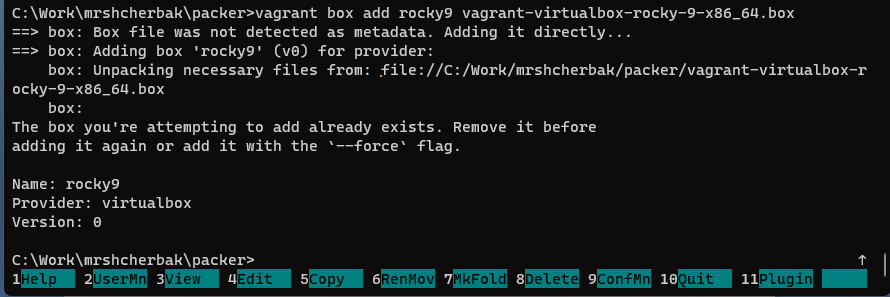 C:\Work\mrshcherbak\packer>vagrant box add rocky9 vagrant-virtualbox-rocky-9-x86_64.box
==> box: Box file was not detected as metadata. Adding it directly...
==> box: Adding box 'rocky9' (v0) for provider:
    box: Unpacking necessary files from: file://C:/Work/mrshcherbak/packer/vagrant-virtualbox-r
ocky-9-x86_64.box
    box:
The box you're attempting to add already exists. Remove it before
adding it again or add it with the `--force` flag.

Name: rocky9
Provider: virtualbox
Version: 0

C:\Work\mrshcherbak\packer> ↑
1Help 2UserMn 3View 4Edit 5Copy 6RenMov 7MkFold 8Delete 9ConfMn 10Quit 11Plugin